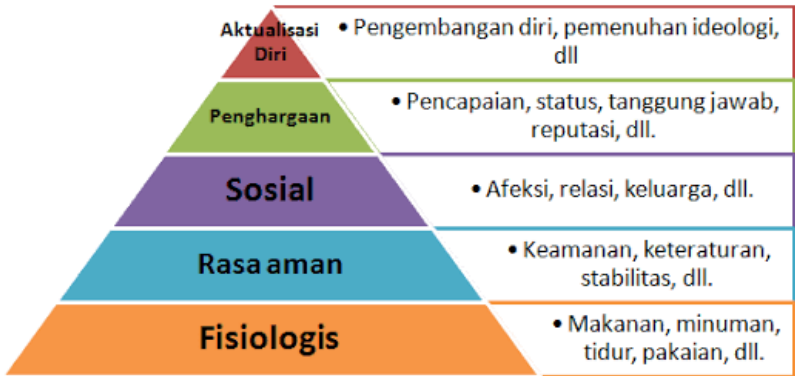 Aktualisasi
Diri
• Pengembangan diri, pemenuhan ideologi,
dll
Penghargaan
• Pencapaian, status, tanggung jawab,
reputasi, dll.
Sosial
• Afeksi, relasi, keluarga, dll.
Rasa aman
• Keamanan, keteraturan,
stabilitas, dll.
Fisiologis
• Makanan, minuman,
tidur, pakaian, dll.